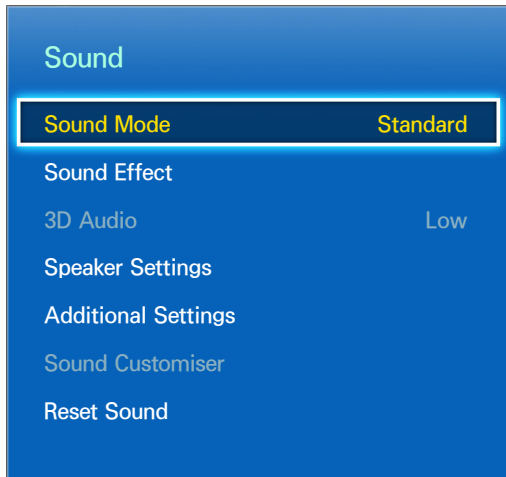 Sound
Sound Mode Standard
Sound Effect
3D Audio Low
Speaker Settings
Additional Settings
Sound Customiser
Reset Sound